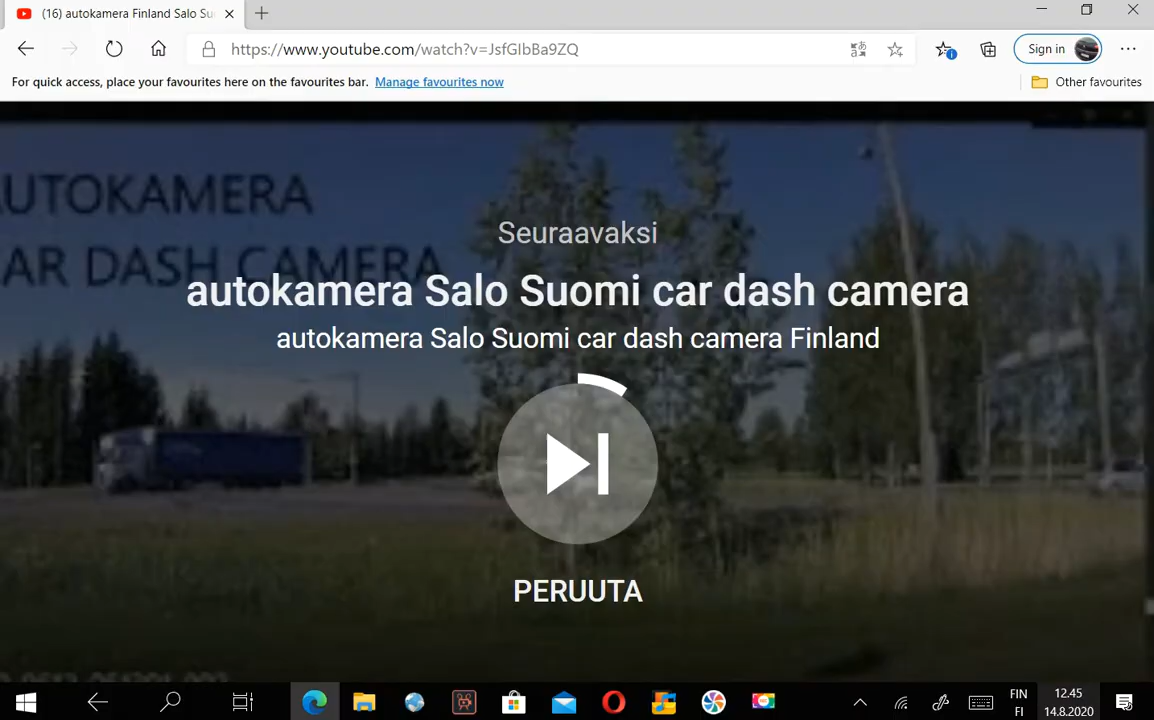 (16) autokamera Finland Salo Su
https://www.youtube.com/watch?v=JsfGIbBa9ZQ
Sign in
For quick access, place your favourites here on the favourites bar. Manage favourites now
Other favourites
AUTOKAMERA
CAR DASH CAMERA
Seuraavaksi
autokamera Salo Suomi car dash camera
autokamera Salo Suomi car dash camera Finland
PERUUTA
FIN
FI
12.45
14.8.2020